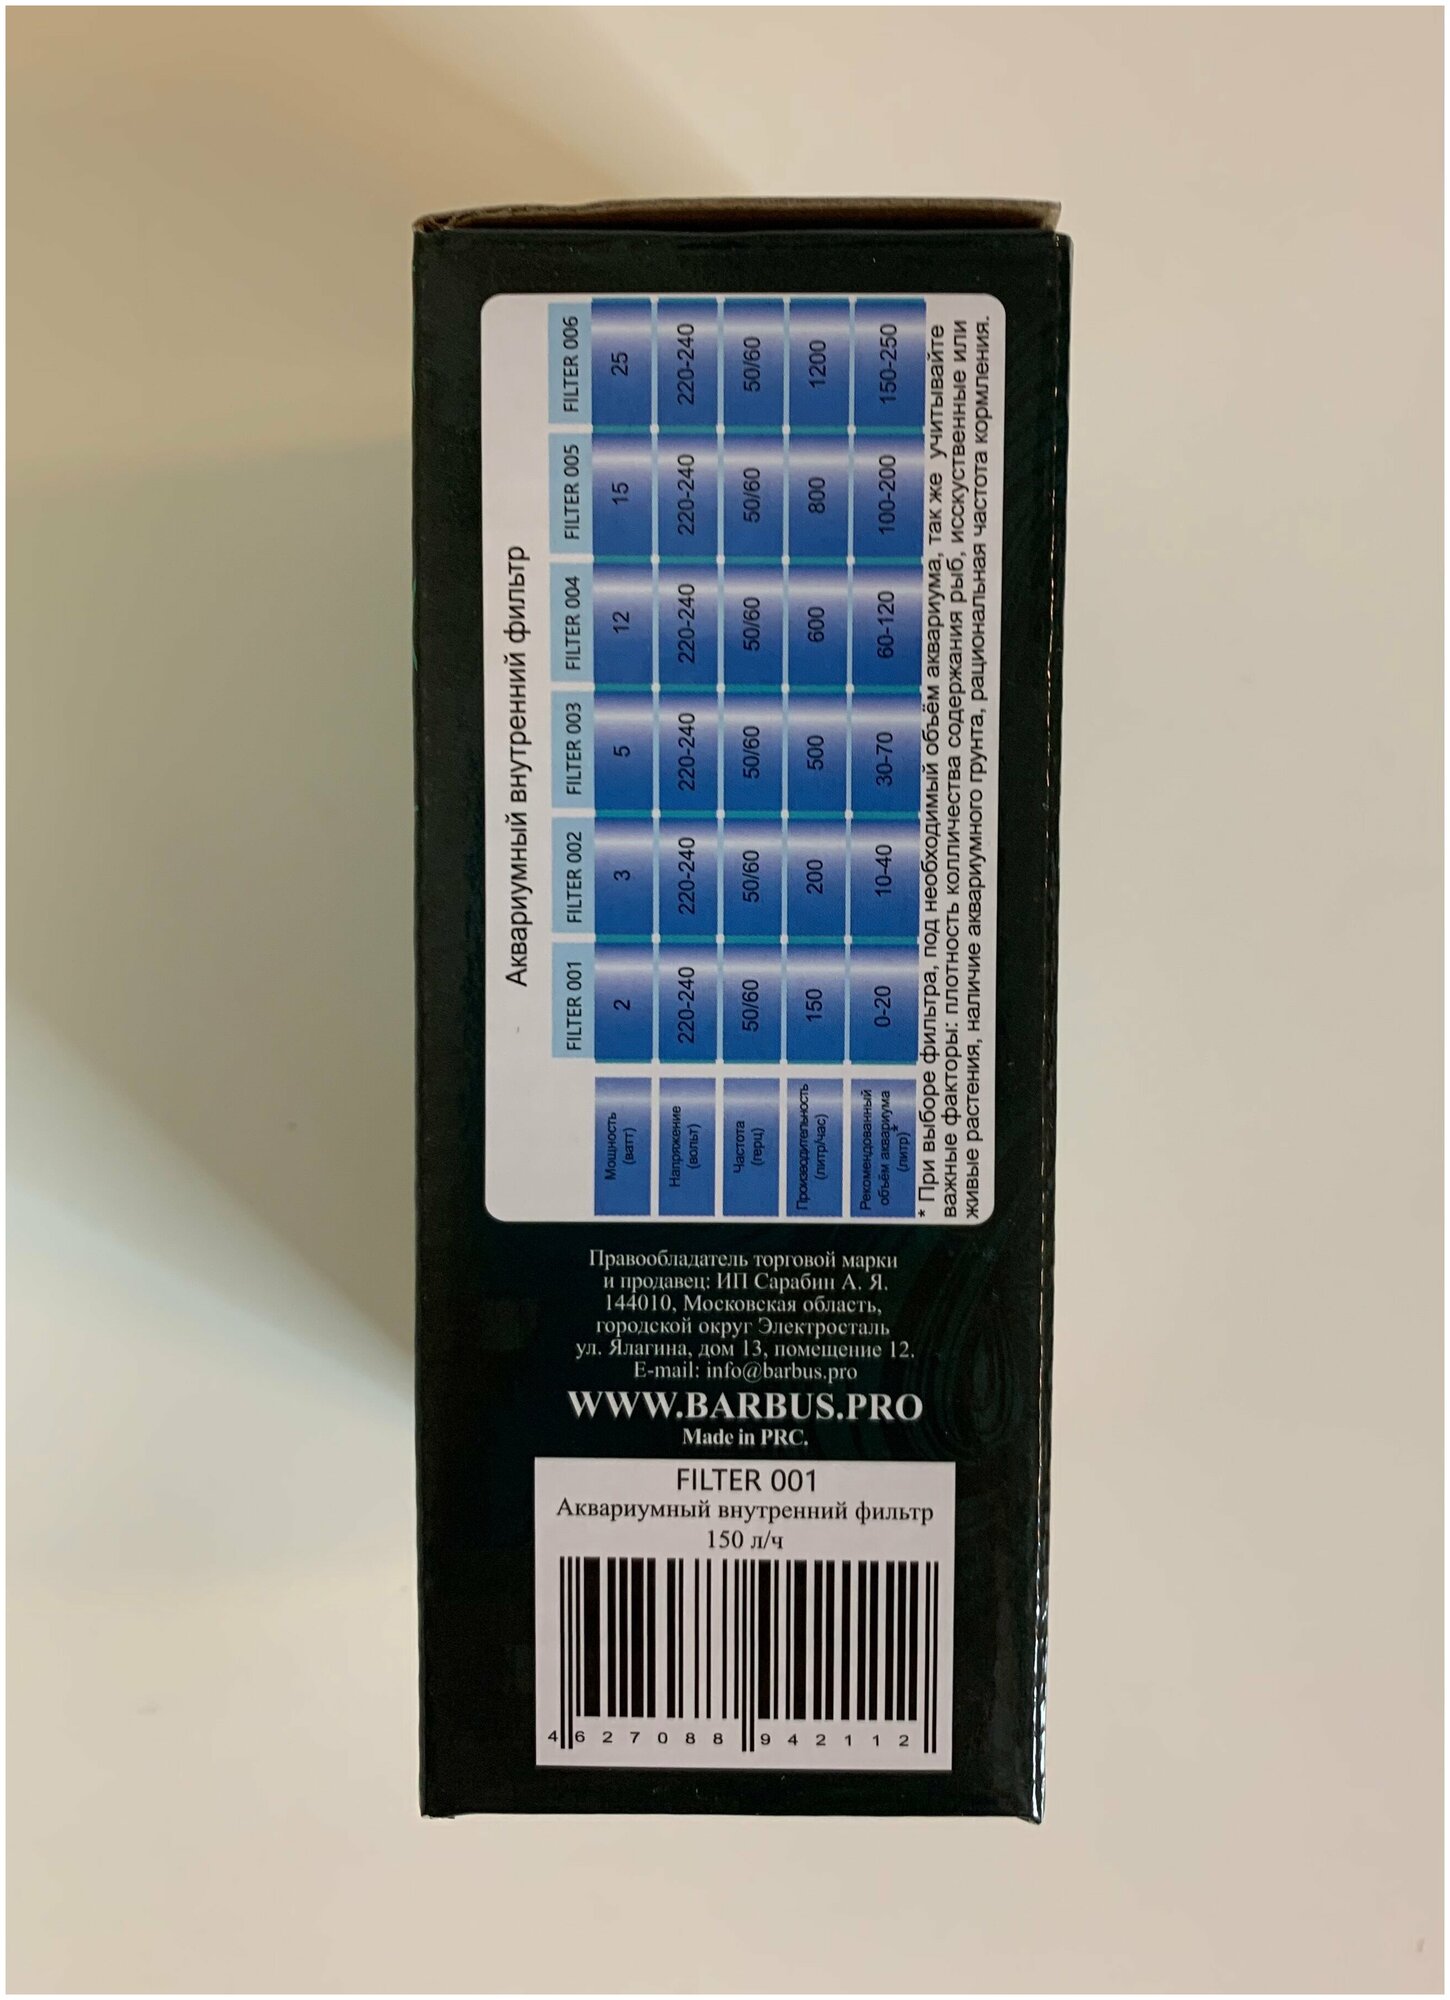 Аквариумный внутренний фильтр
FILTER 001 FILTER 002 FILTER 003 FILTER 004 FILTER 005 FILTER 006
Мощность (ватт) 2 3 5 12 15 25
Напряжение (вольт) 220-240 220-240 220-240 220-240 220-240 220-240
Частота (герц) 50/60 50/60 50/60 50/60 50/60 50/60
Производительность (литр/час) 150 200 500 600 800 1200
Рекомендованный объём аквариума (литр)* 0-20 10-40 30-70 60-120 100-200 150-250
* При выборе фильтра, под необходимый объём аквариума, так же учитывайте
важные факторы: плотность колличества содержания рыб, исскуственные или
живые растения, наличие аквариумного грунта, рациональная частота кормления.
Правообладатель торговой марки
и продавец: ИП Сарабин А. Я.
144010, Московская область,
городской округ Электросталь
ул. Ялагина, дом 13, помещение 12.
E-mail: info@barbus.pro
WWW.BARBUS.PRO
Made in PRC.
FILTER 001
Аквариумный внутренний фильтр
150 л/ч
4 627088 942112